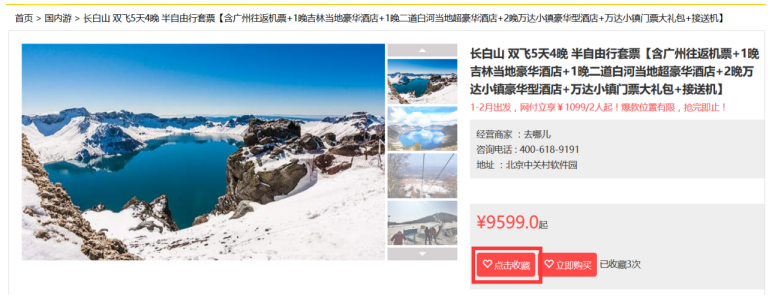 首页 > 国内游 > 长白山 双飞5天4晚 半自由行套票【含广州往返机票+1晚吉林当地豪华酒店+1晚二道白河当地超豪华酒店+2晚万达小镇豪华型酒店+万达小镇门票大礼包+接送机】
长白山 双飞5天4晚 半自由行套票【含广州往返机票+1晚
吉林当地豪华酒店+1晚二道白河当地超豪华酒店+2晚万
达小镇豪华型酒店+万达小镇门票大礼包+接送机】
1-2月出发，网付立享￥1099/2人起！爆款位置有限，抢完即止！
经营商家 ：去哪儿
咨询电话 : 400-618-9191
地址 ：北京中关村软件园
¥9599.0起
点击收藏 立即购买 已收藏3次